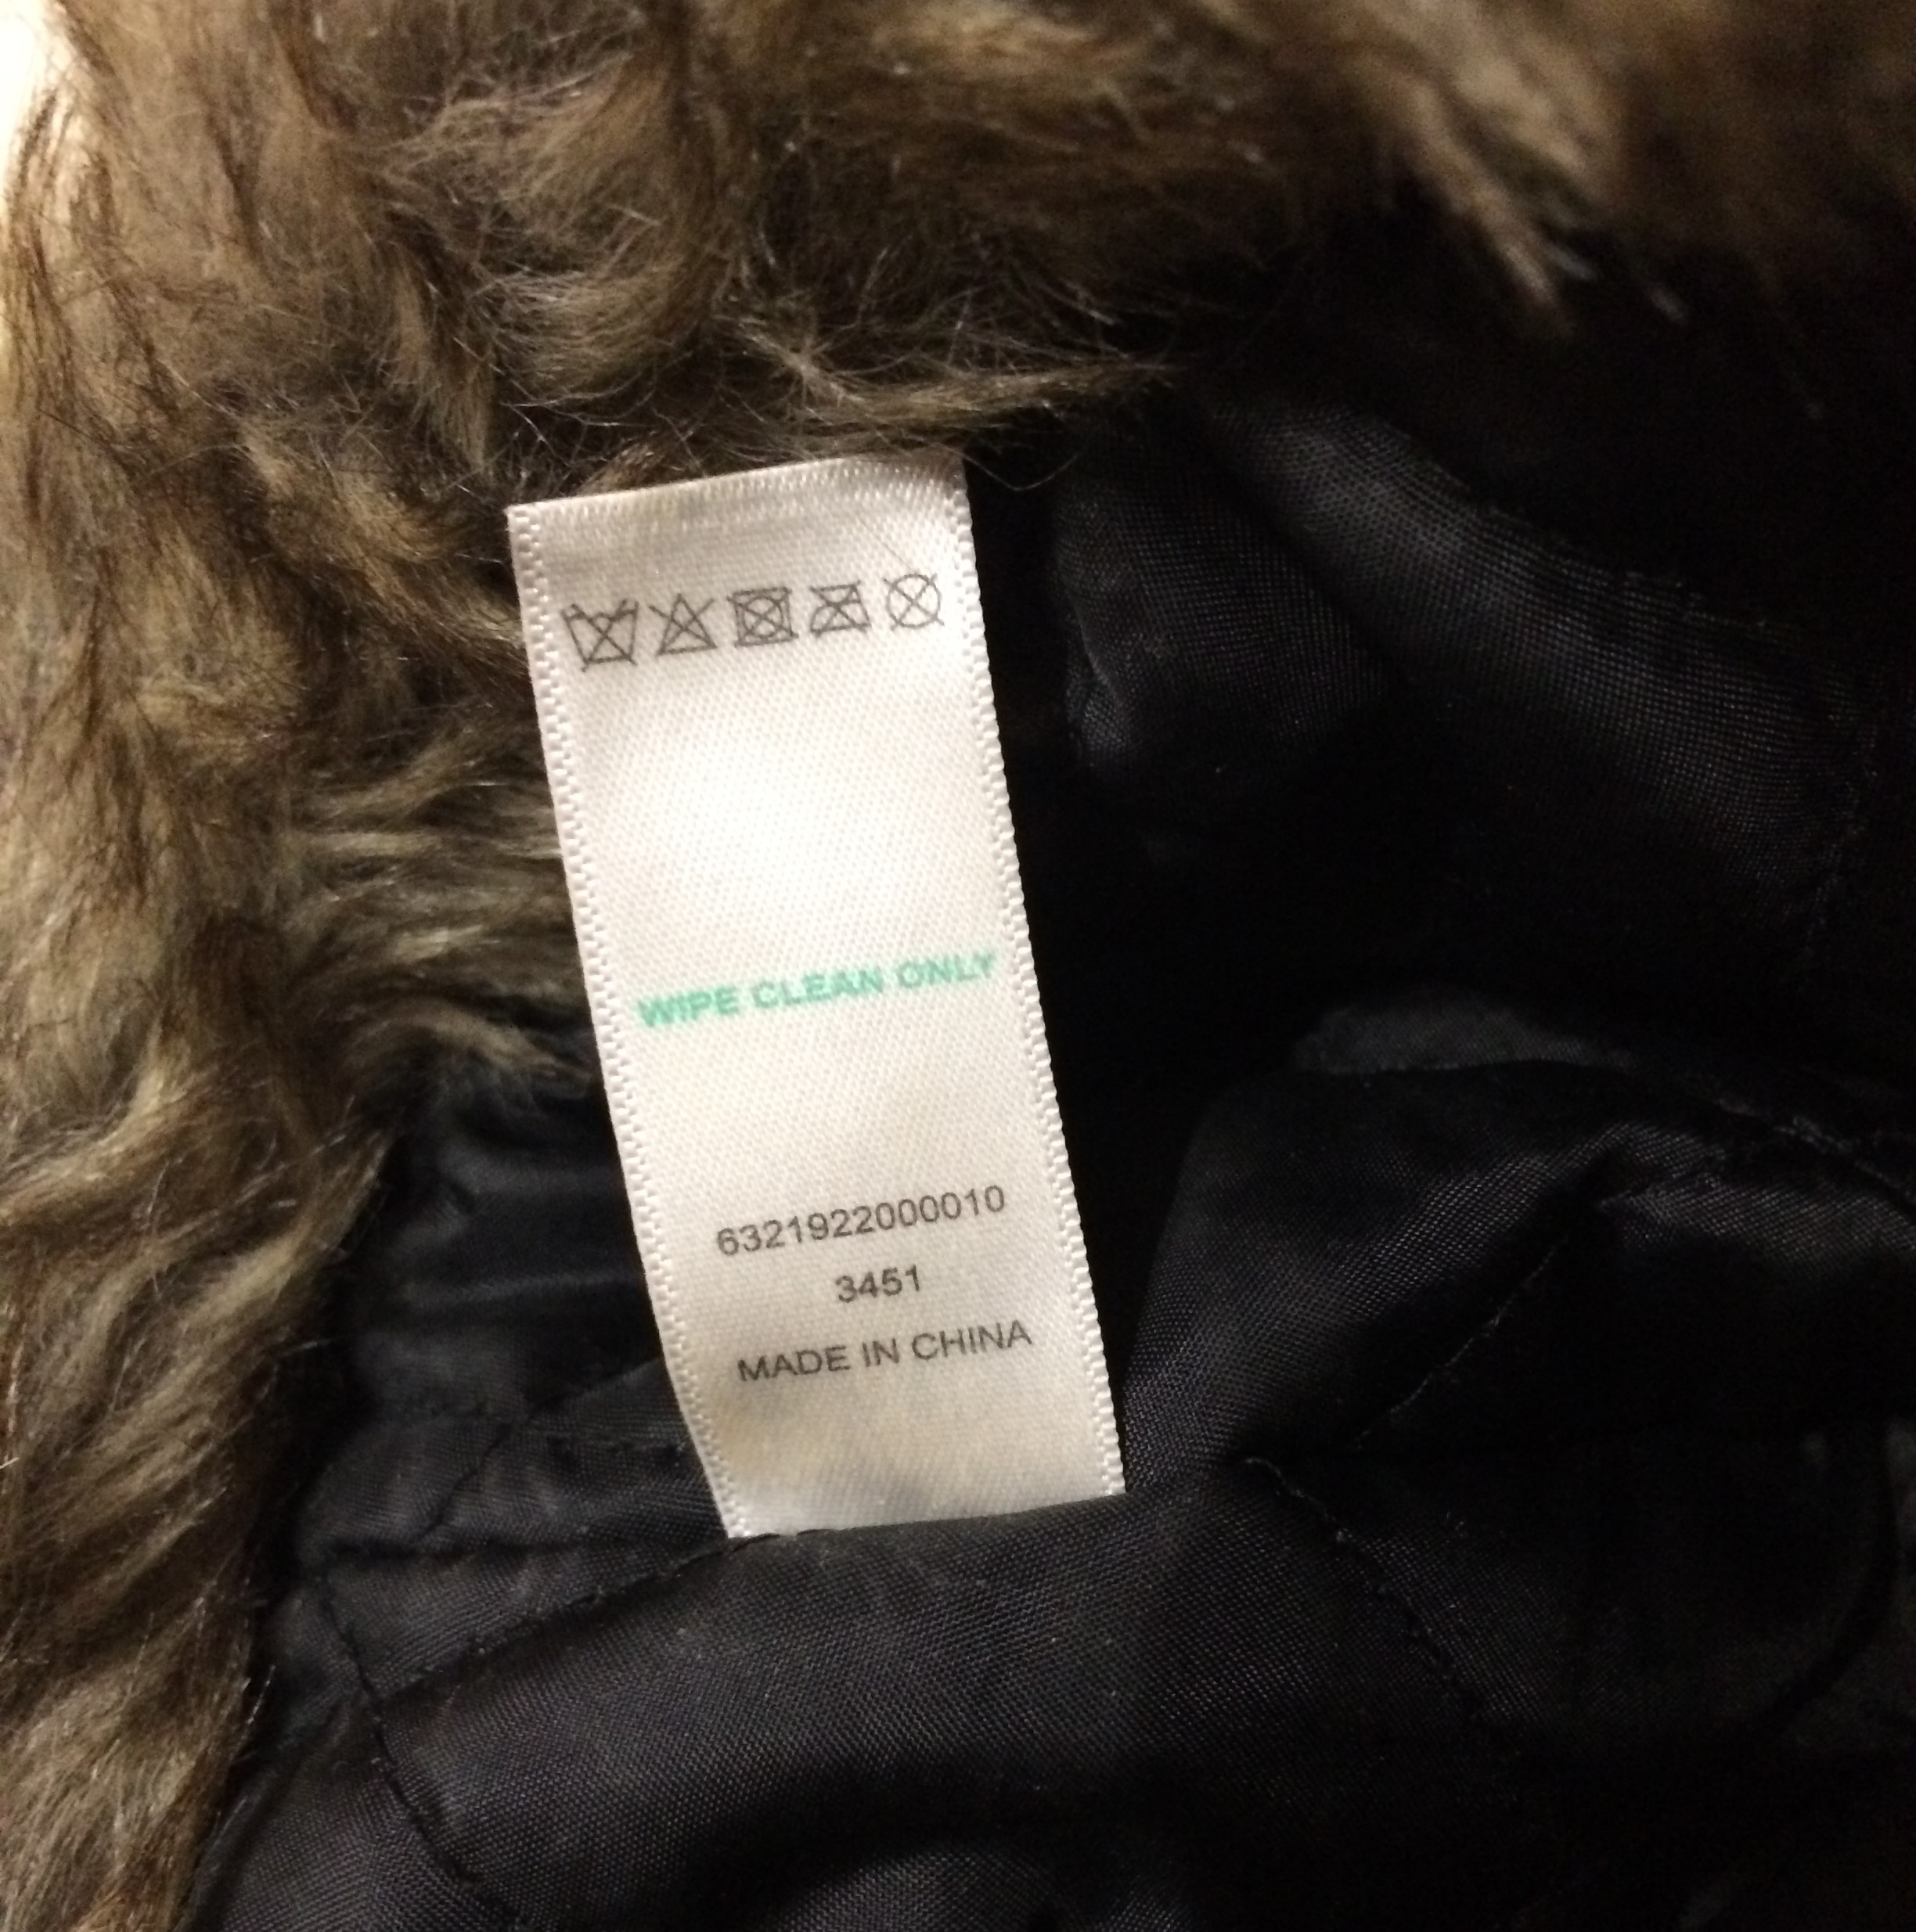 WIPE CLEAN ONLY
6321922000010
3451
MADE IN CHINA